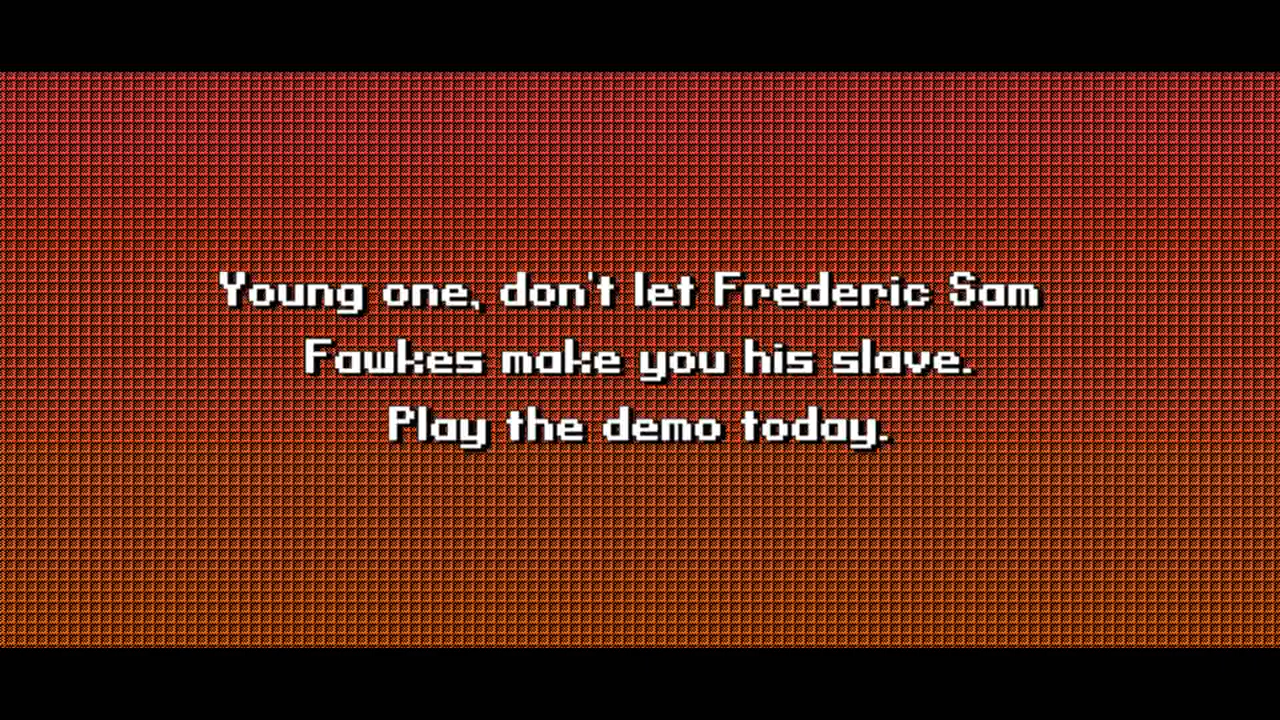 Young one, don't let Frederic Sam
Fawkes make you his slave.
Play the demo today.